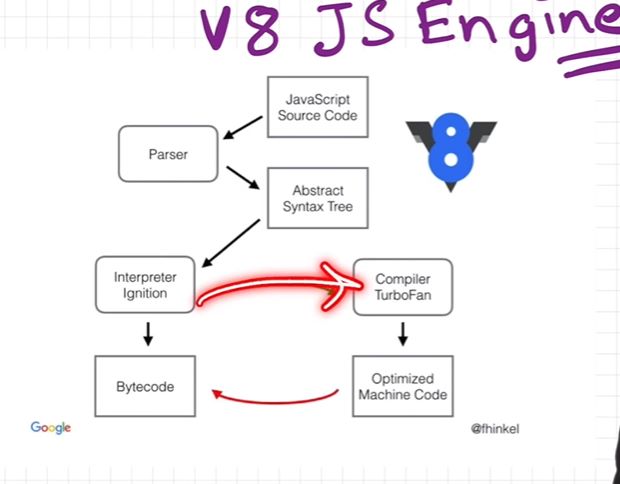 V8 JS Engine
JavaScript
Source Code
Parser
8
Abstract
Syntax Tree
Interpreter
Ignition
Compiler
TurboFan
Bytecode
Optimized
Machine Code
Google
@fhinkel